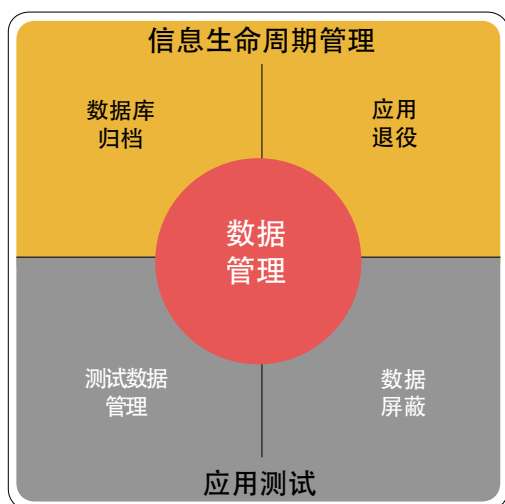 信息生命周期管理
数据库
归档
应用
退役
数据
管理
测试数据
管理
数据
屏蔽
应用测试